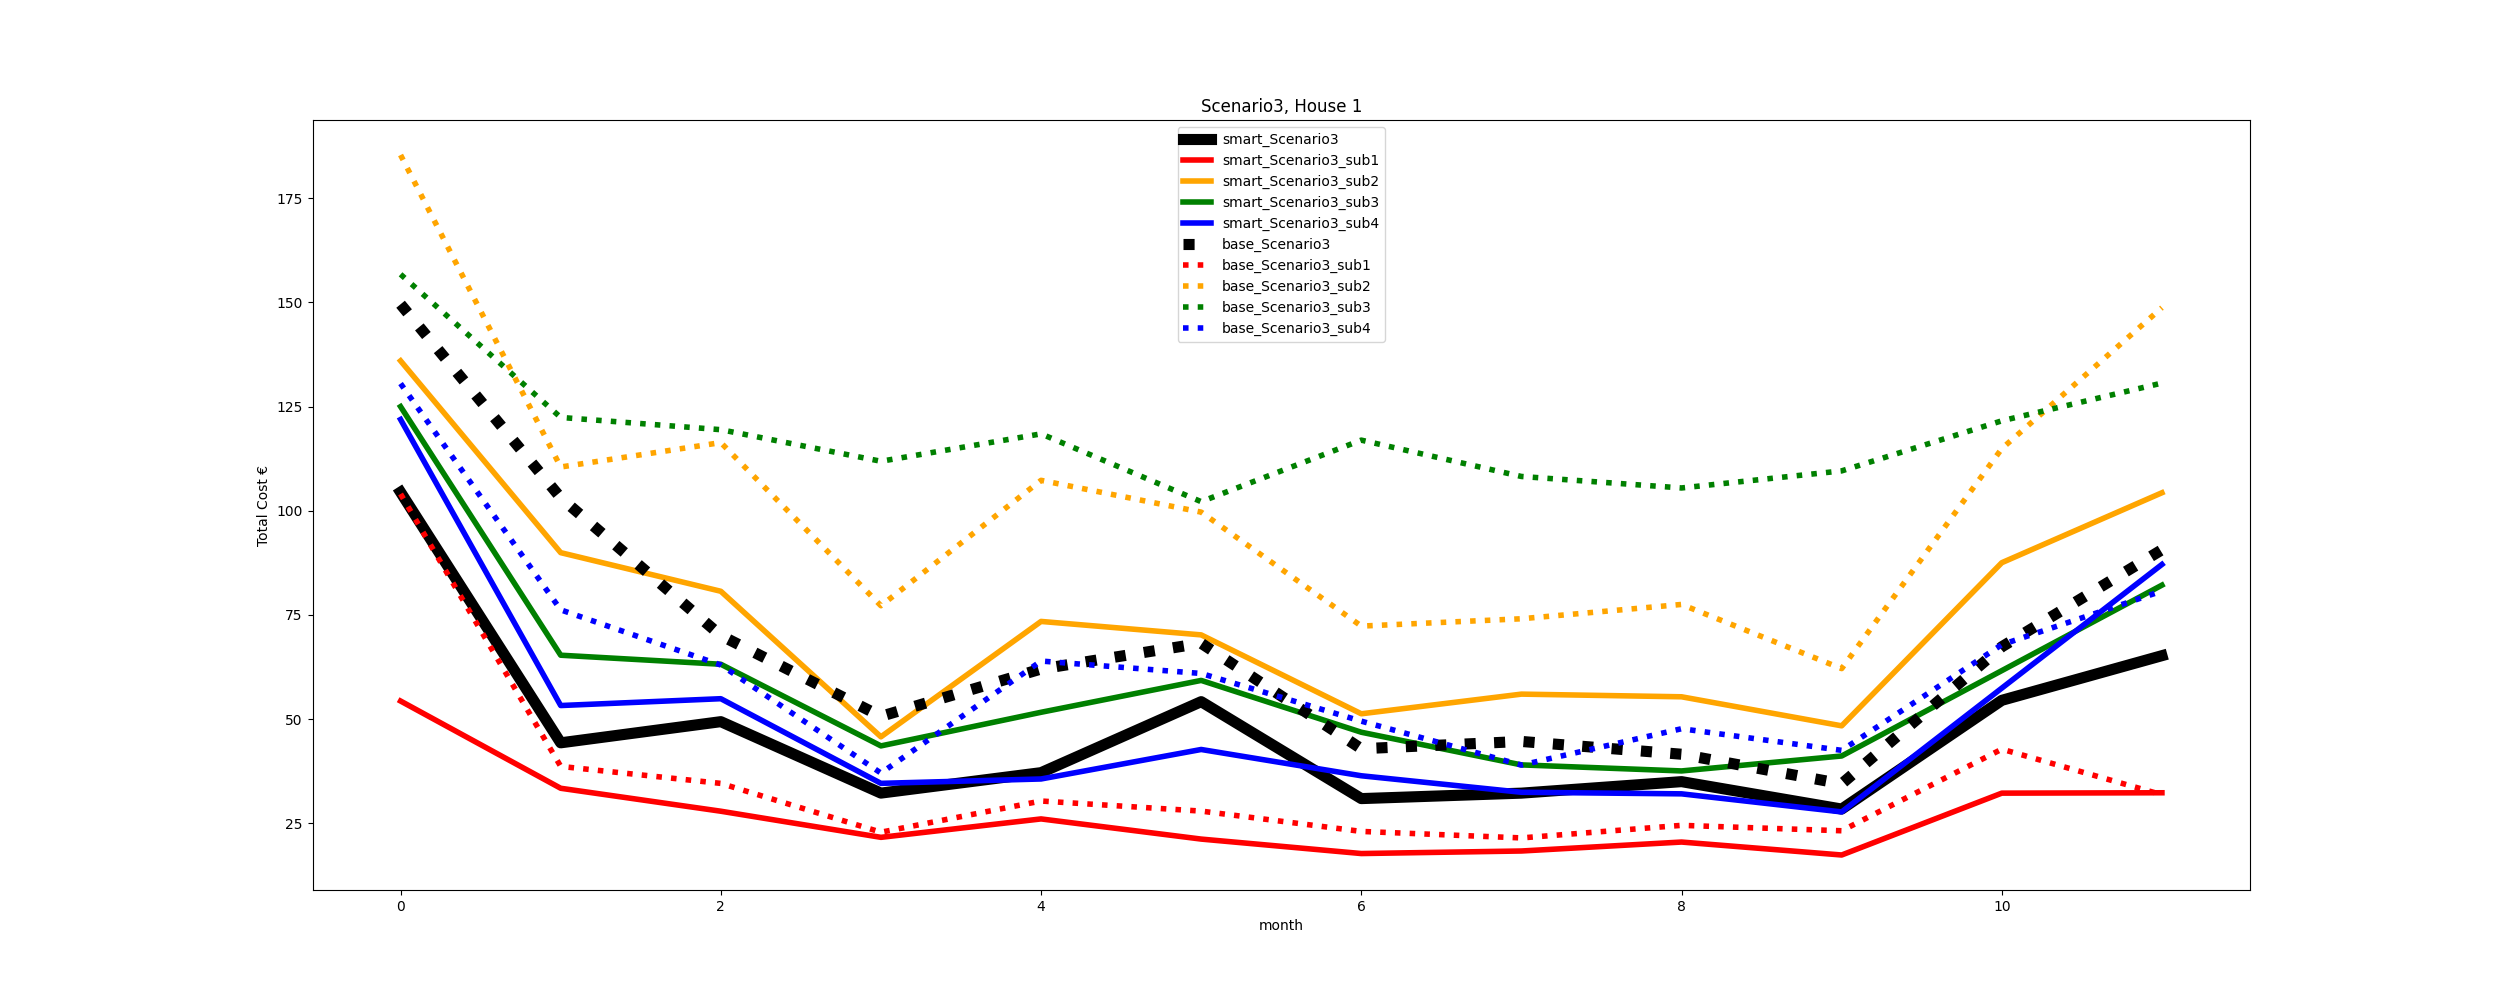 Scenario3, House 1
smart_Scenario3
smart_Scenario3_sub1
smart_Scenario3_sub2
smart_Scenario3_sub3
smart_Scenario3_sub4
base_Scenario3
base_Scenario3_sub1
base_Scenario3_sub2
base_Scenario3_sub3
base_Scenario3_sub4
Total Cost €
175
150
125
100
75
50
25
0 2 4 6 8 10
month